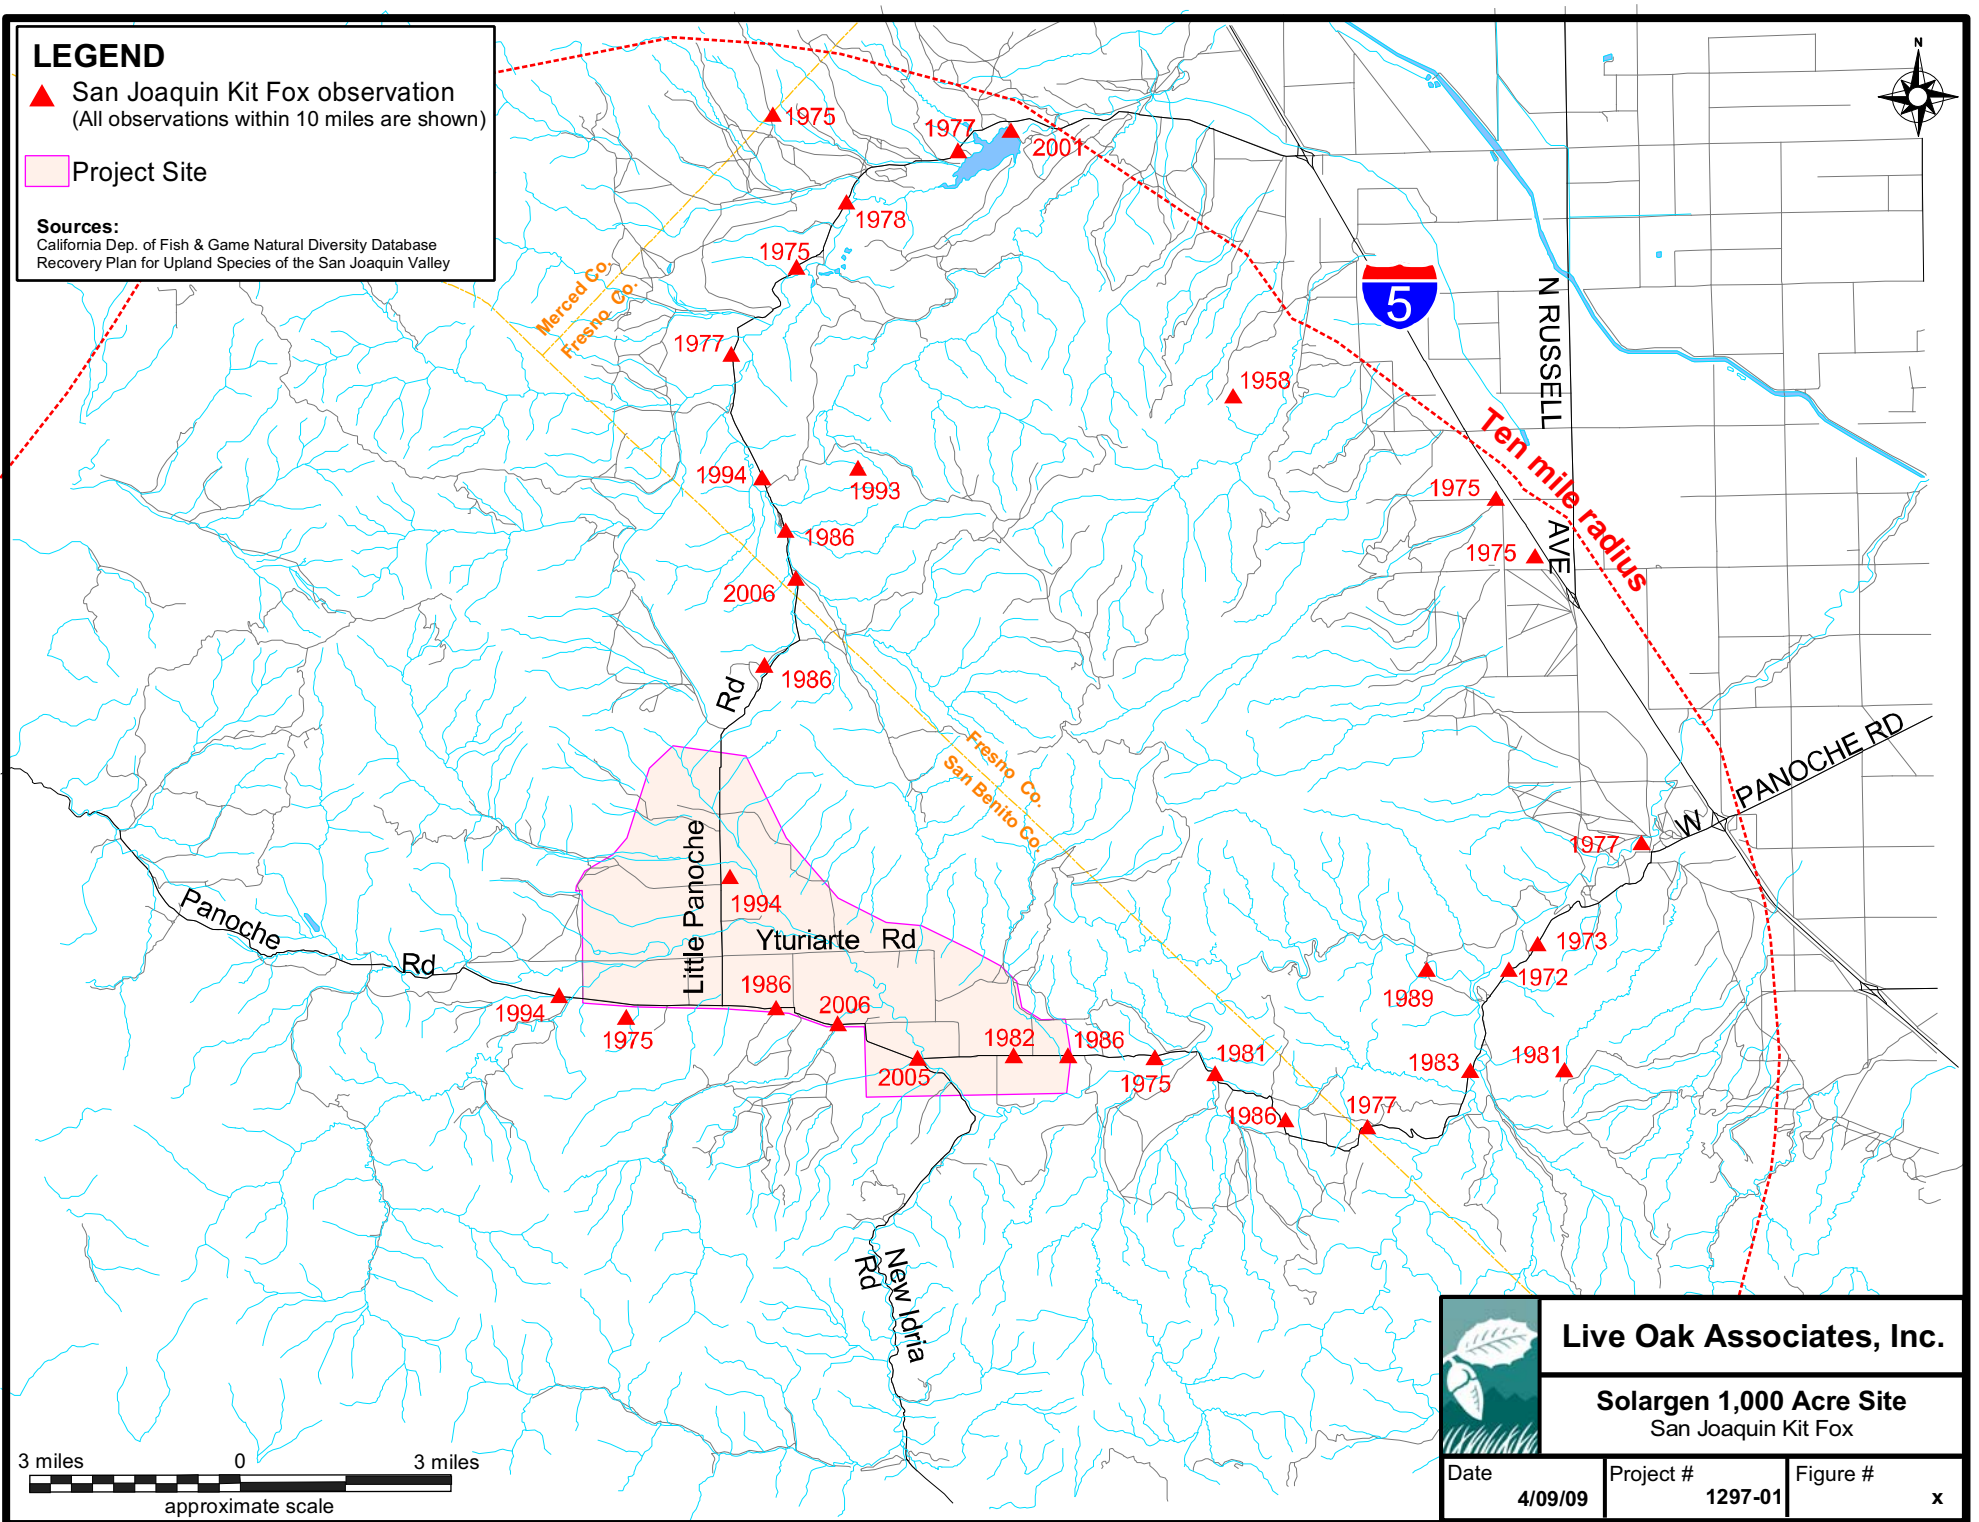 LEGEND
San Joaquin Kit Fox observation
(All observations within 10 miles are shown)
Project Site
Sources:
California Dep. of Fish & Game Natural Diversity Database
Recovery Plan for Upland Species of the San Joaquin Valley
N
1975
1977
2001
1978
1975
Merced Co.
Fresno Co.
5
N RUSSELL
AVE
1977
1958
Ten mile radius
1994
1993
1975
1986
1975
2006
1986
Rd
Fresno Co.
San Benito Co.
W PANOCHE RD
1977
Little Panoche
1994
Panoche
Rd
Yturiarte Rd
1973
1972
1989
1986
1994
2006
1975
1982
1986
2005
1975
1981
1983
1981
1986
1977
New Idria
Rd
3 miles
0
3 miles
approximate scale
Live Oak Associates, Inc.
Solargen 1,000 Acre Site
San Joaquin Kit Fox
Date
4/09/09
Project #
1297-01
Figure #
x